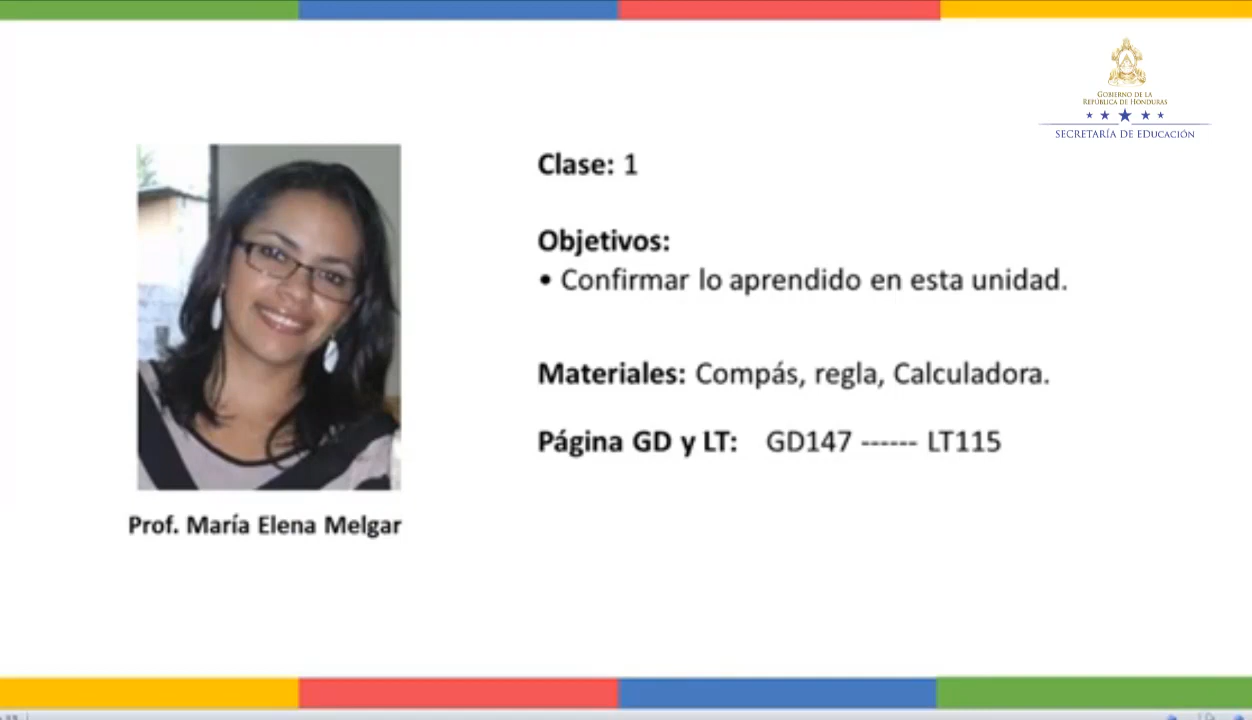 GOBIERNO DE LA
REPÚBLICA DE HONDURAS
SECRETARÍA DE EDUCACIÓN
Clase: 1
Objetivos:
• Confirmar lo aprendido en esta unidad.
Materiales: Compás, regla, Calculadora.
Página GD y LT: GD147 ------ LT115
Prof. María Elena Melgar